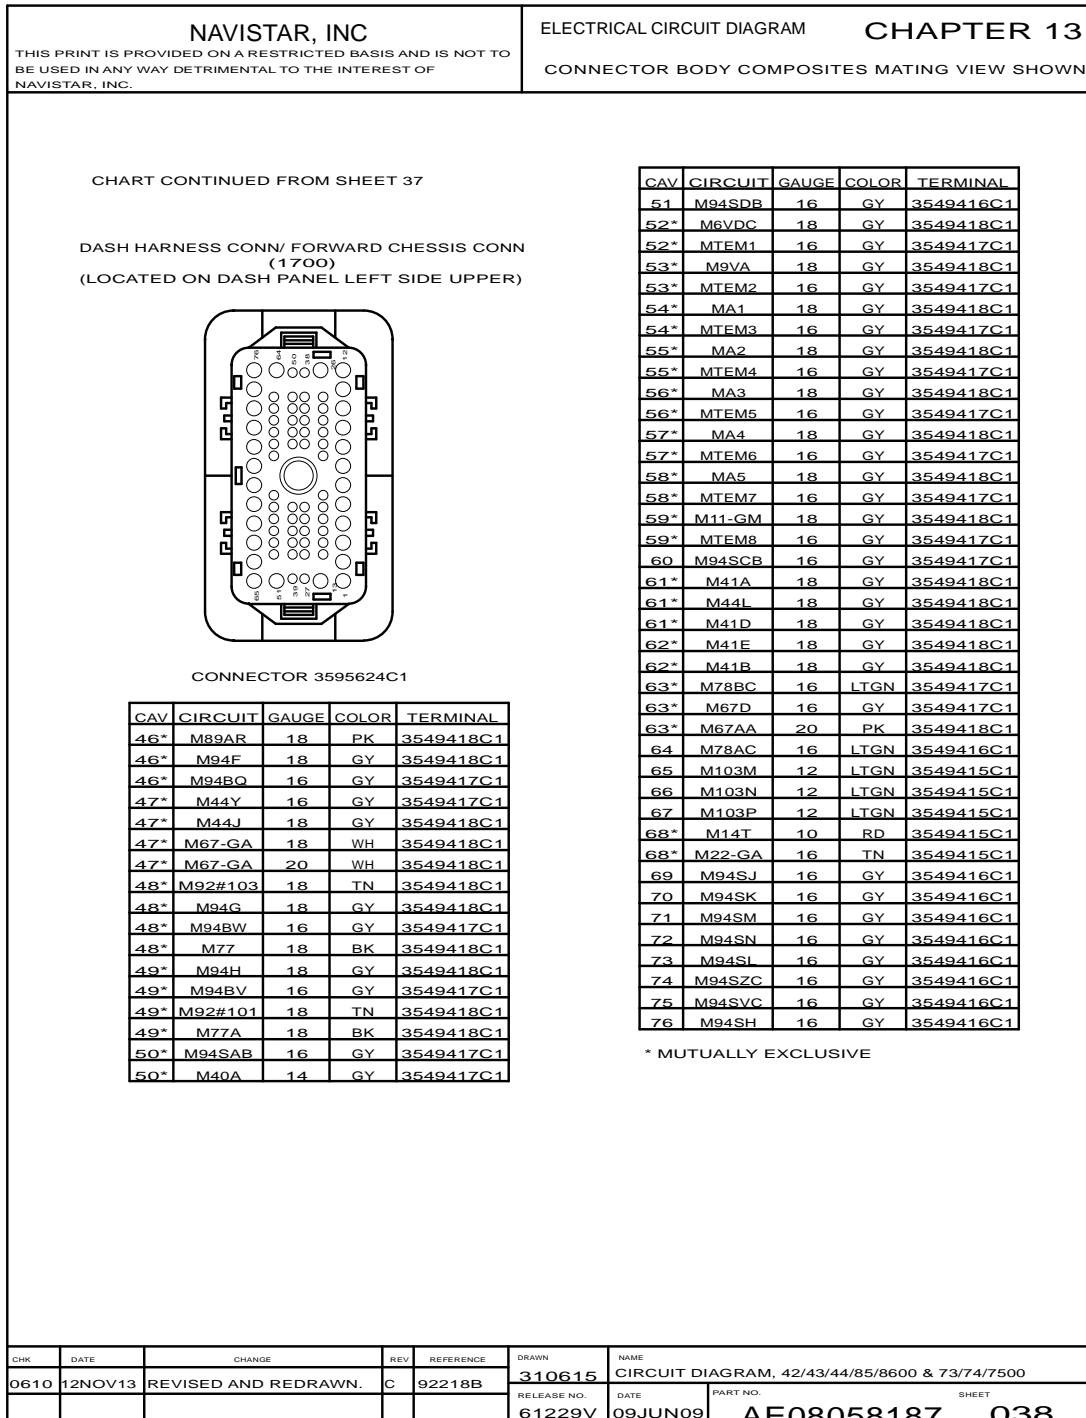 NAVISTAR, INC
THIS PRINT IS PROVIDED ON A RESTRICTED BASIS AND IS NOT TO
BE USED IN ANY WAY DETRIMENTAL TO THE INTEREST OF
NAVISTAR, INC.
ELECTRICAL CIRCUIT DIAGRAM CHAPTER 13
CONNECTOR BODY COMPOSITES MATING VIEW SHOWN
CHART CONTINUED FROM SHEET 37
DASH HARNESS CONN/ FORWARD CHESSIS CONN
(1700)
(LOCATED ON DASH PANEL LEFT SIDE UPPER)
76 64 50 38 26 12
65 51 39 27 13 1
CONNECTOR 3595624C1
CAV CIRCUIT GAUGE COLOR TERMINAL
46* M89AR 18 PK 3549418C1
46* M94F 18 GY 3549418C1
46* M94BQ 16 GY 3549417C1
47* M44Y 16 GY 3549417C1
47* M44J 18 GY 3549418C1
47* M67-GA 18 WH 3549418C1
47* M67-GA 20 WH 3549418C1
48* M92#103 18 TN 3549418C1
48* M94G 18 GY 3549418C1
48* M94BW 16 GY 3549417C1
48* M77 18 BK 3549418C1
49* M94H 18 GY 3549418C1
49* M94BV 16 GY 3549417C1
49* M92#101 18 TN 3549418C1
49* M77A 18 BK 3549418C1
50* M94SAB 16 GY 3549417C1
50* M40A 14 GY 3549417C1
CAV CIRCUIT GAUGE COLOR TERMINAL
51 M94SDB 16 GY 3549416C1
52* M6VDC 18 GY 3549418C1
52* MTEM1 16 GY 3549417C1
53* M9VA 18 GY 3549418C1
53* MTEM2 16 GY 3549417C1
54* MA1 18 GY 3549418C1
54* MTEM3 16 GY 3549417C1
55* MA2 18 GY 3549418C1
55* MTEM4 16 GY 3549417C1
56* MA3 18 GY 3549418C1
56* MTEM5 16 GY 3549417C1
57* MA4 18 GY 3549418C1
57* MTEM6 16 GY 3549417C1
58* MA5 18 GY 3549418C1
58* MTEM7 16 GY 3549417C1
59* M11-GM 18 GY 3549418C1
59* MTEM8 16 GY 3549417C1
60 M94SCB 16 GY 3549417C1
61* M41A 18 GY 3549418C1
61* M44L 18 GY 3549418C1
61* M41D 18 GY 3549418C1
62* M41E 18 GY 3549418C1
62* M41B 18 GY 3549418C1
63* M78BC 16 LTGN 3549417C1
63* M67D 16 GY 3549417C1
63* M67AA 20 PK 3549418C1
64 M78AC 16 LTGN 3549416C1
65 M103M 12 LTGN 3549415C1
66 M103N 12 LTGN 3549415C1
67 M103P 12 LTGN 3549415C1
68* M14T 10 RD 3549415C1
68* M22-GA 16 TN 3549415C1
69 M94SJ 16 GY 3549416C1
70 M94SK 16 GY 3549416C1
71 M94SM 16 GY 3549416C1
72 M94SN 16 GY 3549416C1
73 M94SL 16 GY 3549416C1
74 M94SZC 16 GY 3549416C1
75 M94SVC 16 GY 3549416C1
76 M94SH 16 GY 3549416C1
* MUTUALLY EXCLUSIVE
CHK DATE CHANGE REV REFERENCE
0610 12NOV13 REVISED AND REDRAWN. C 92218B
DRAWN
310615
NAME
CIRCUIT DIAGRAM, 42/43/44/85/8600 & 73/74/7500
RELEASE NO.
61229V
DATE
09JUN09
PART NO.
AE08058187
SHEET
038